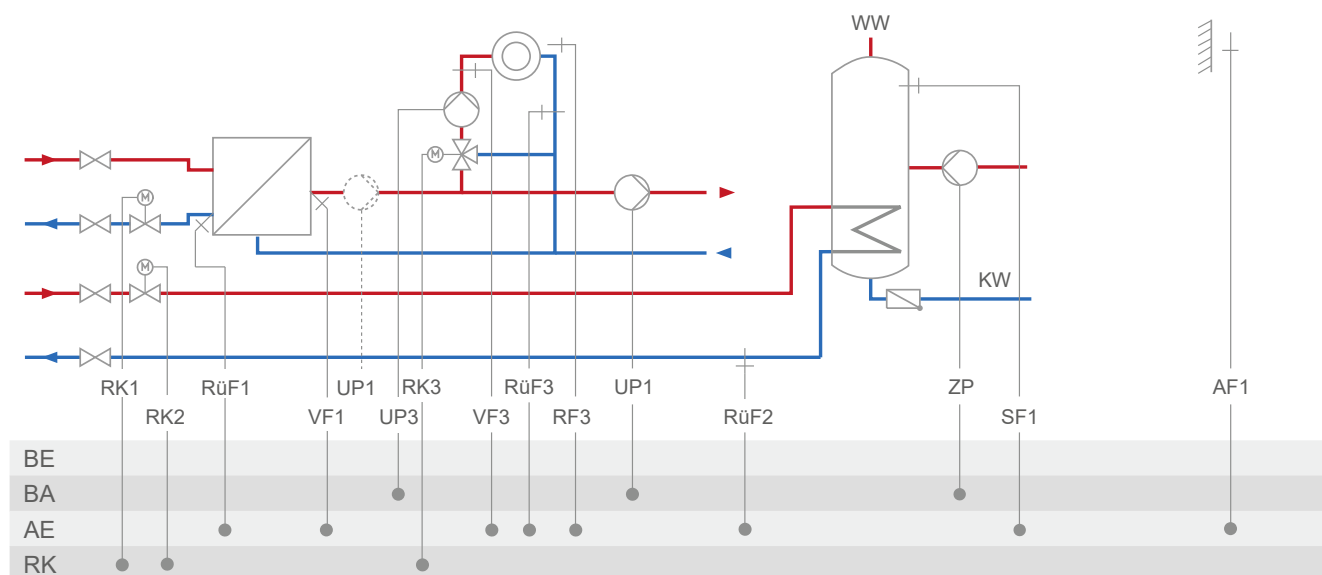 WW
M
M
M
KW
RK1 RüF1 UP1 RK3 RüF3 UP1 ZP AF1
RK2 VF1 UP3 VF3 RF3 RüF2 SF1
BE
BA
AE
RK